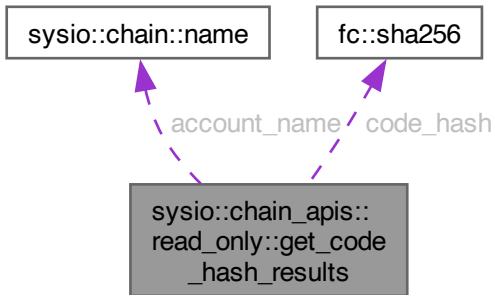 sysio::chain::name
fc::sha256
account_name
code_hash
sysio::chain_apis::
read_only::get_code
_hash_results